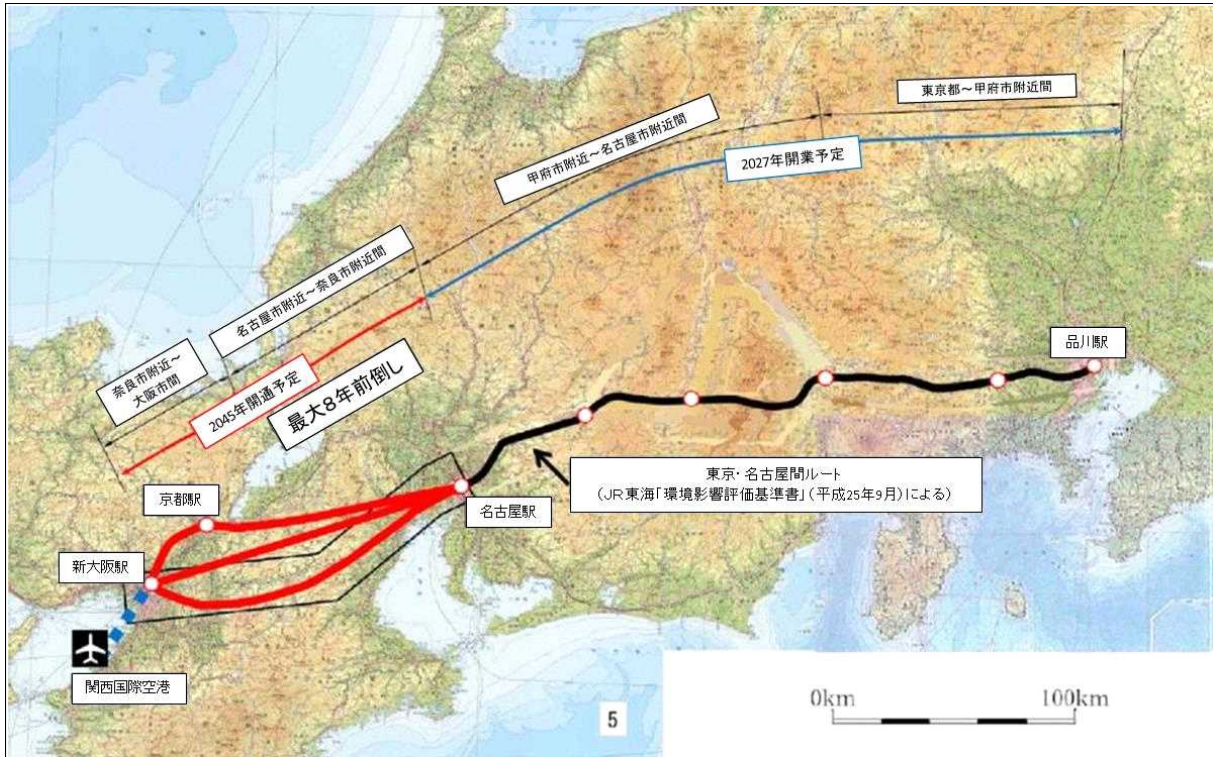 東京都～甲府市附近間
甲府市附近～名古屋市附近間
2027年開業予定
名古屋市附近～奈良市附近間
奈良市附近～
大阪市間
2045年開通予定
最大８年前倒し
品川駅
東京・名古屋間ルート
（JR東海「環境影響評価基準書」（平成25年9月）による）
京都駅
名古屋駅
新大阪駅
関西国際空港
0km
100km
5